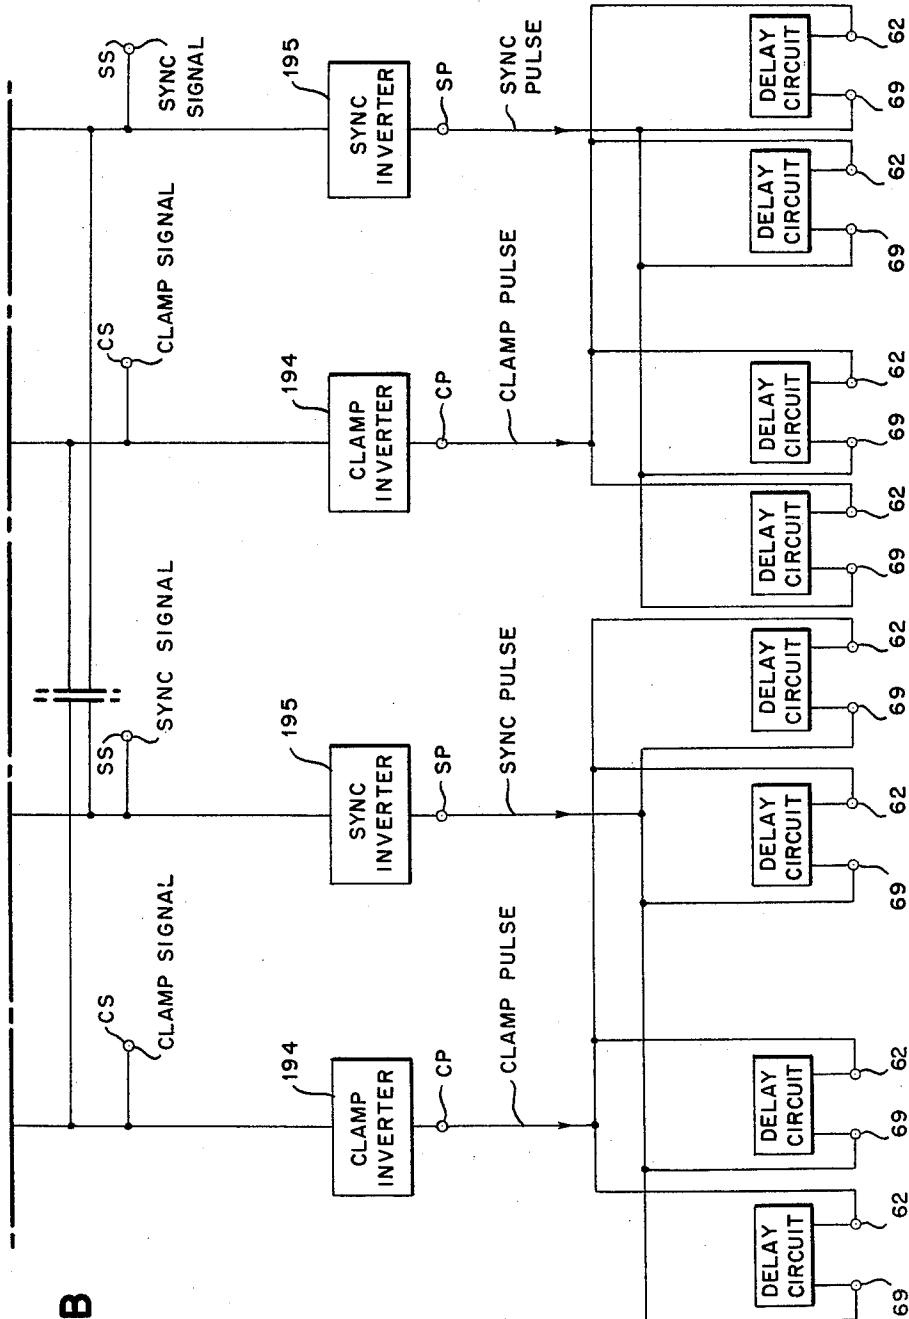 B
CS
CLAMP SIGNAL
SS
SYNC SIGNAL
CS
CLAMP SIGNAL
SS
SYNC
SIGNAL
194
CLAMP
INVERTER
195
SYNC
INVERTER
194
CLAMP
INVERTER
195
SYNC
INVERTER
CP
SP
CP
SP
CLAMP PULSE
SYNC PULSE
CLAMP PULSE
SYNC
PULSE
DELAY
CIRCUIT
DELAY
CIRCUIT
DELAY
CIRCUIT
DELAY
CIRCUIT
DELAY
CIRCUIT
DELAY
CIRCUIT
DELAY
CIRCUIT
DELAY
CIRCUIT
69 62 69 62 69 62 69 62 69 62 69 62 69 62 69 62